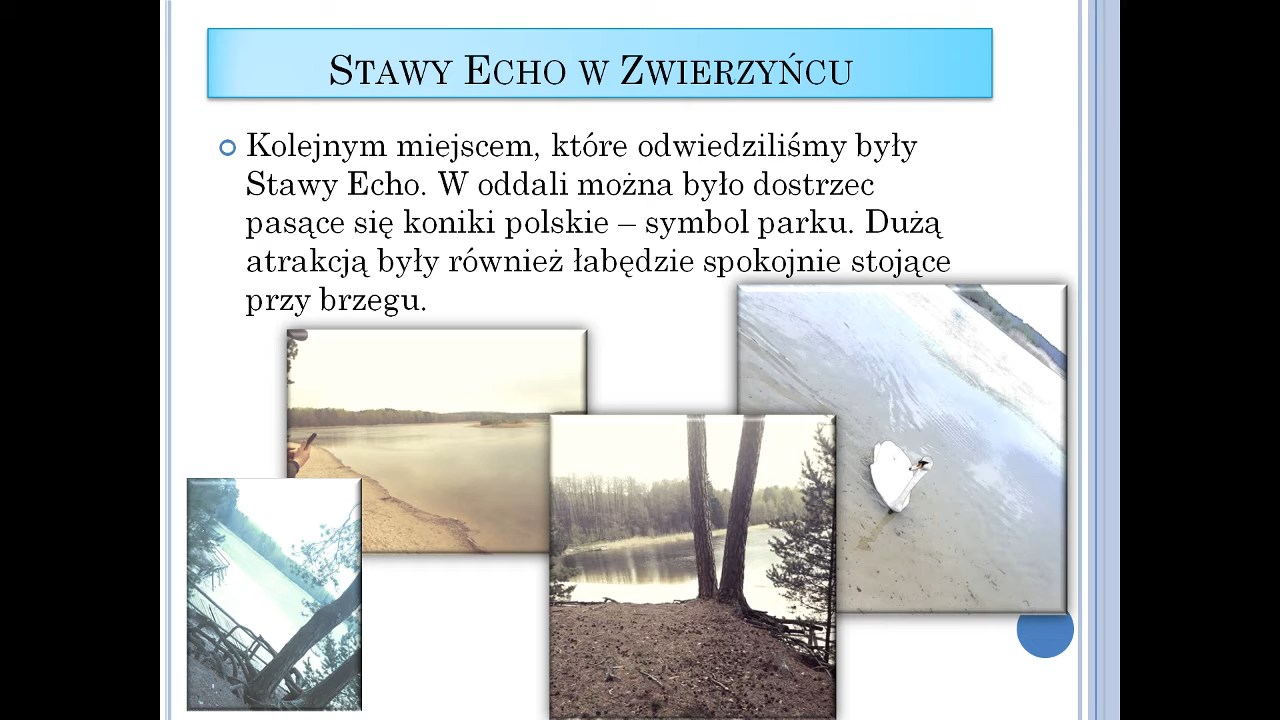 Stawy Echo w Zwierzyńcu
Kolejnym miejscem, które odwiedziliśmy były
Stawy Echo. W oddali można było dostrzec
pasące się koniki polskie – symbol parku. Dużą
atrakcją były również łabędzie spokojnie stojące
przy brzegu.